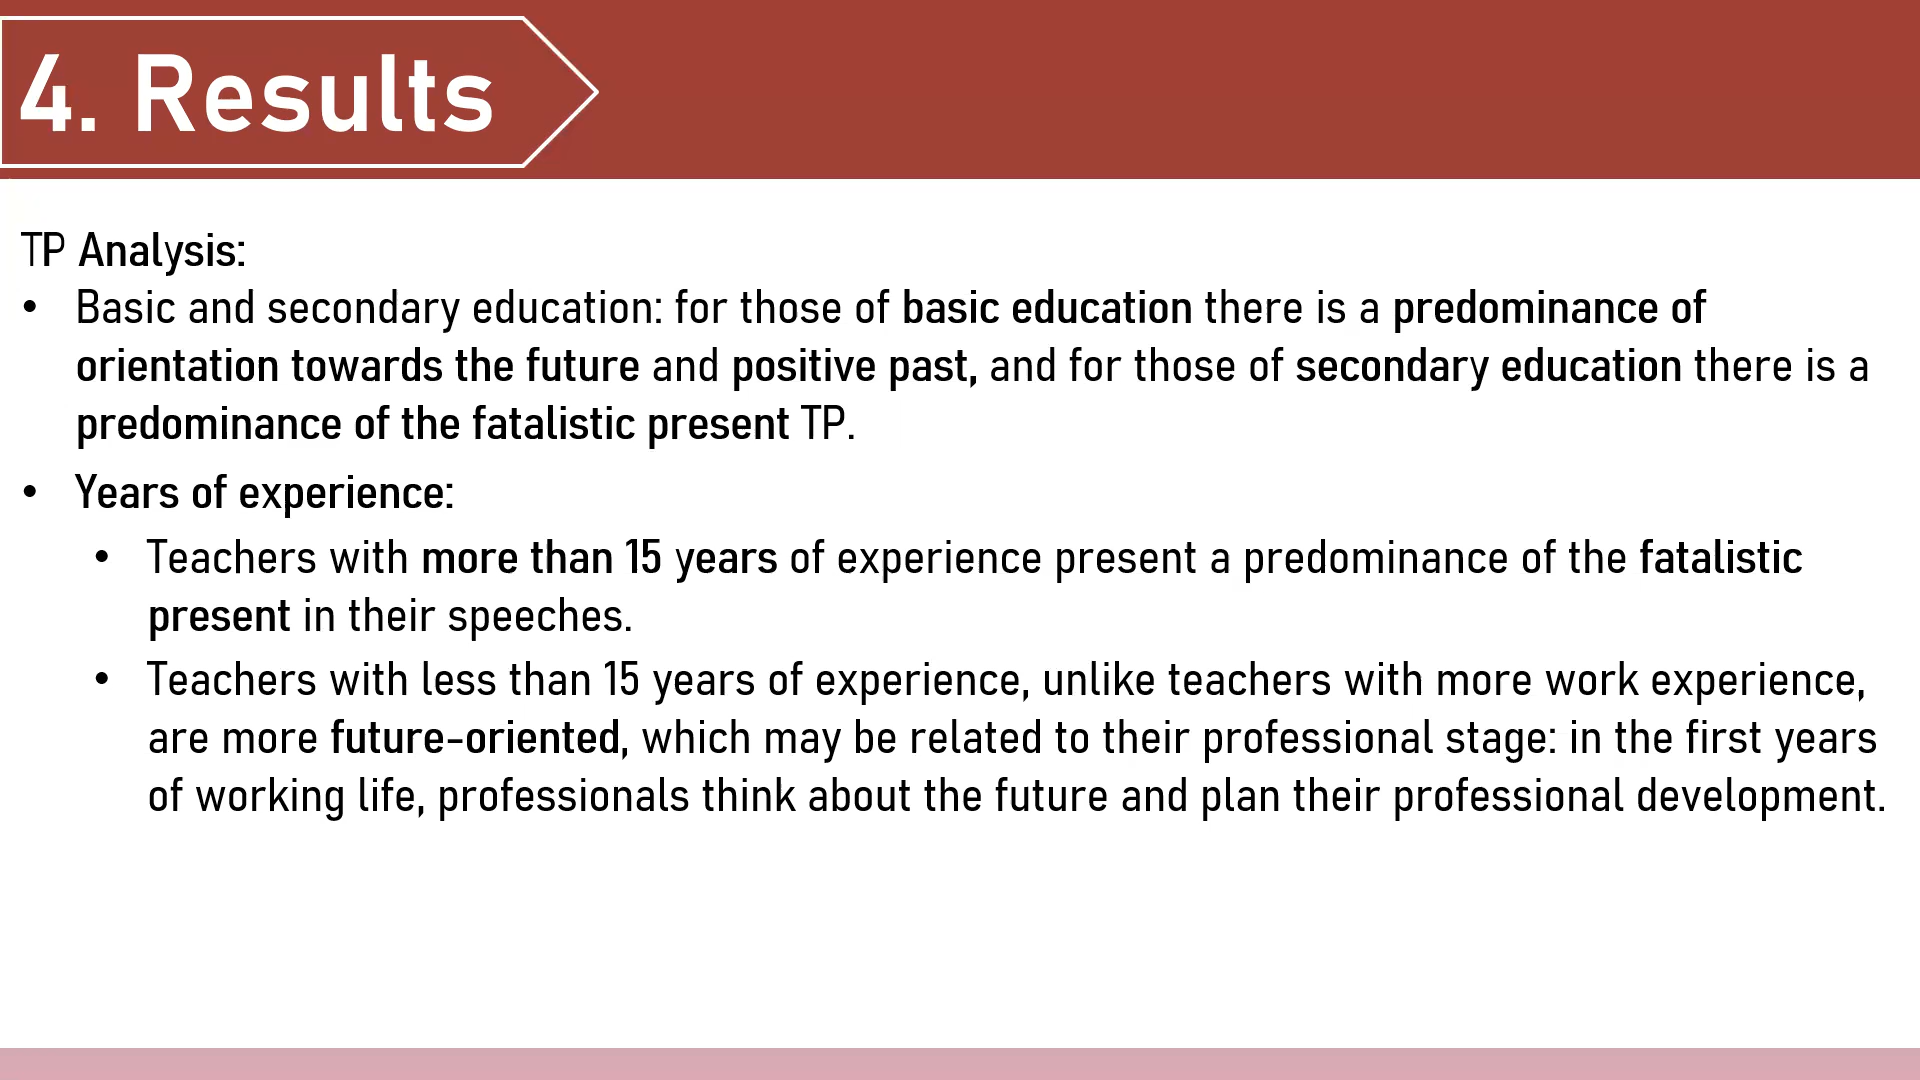 4. Results
TP Analysis:
• Basic and secondary education: for those of basic education there is a predominance of
orientation towards the future and positive past, and for those of secondary education there is a
predominance of the fatalistic present TP.
• Years of experience:
• Teachers with more than 15 years of experience present a predominance of the fatalistic
present in their speeches.
• Teachers with less than 15 years of experience, unlike teachers with more work experience,
are more future-oriented, which may be related to their professional stage: in the first years
of working life, professionals think about the future and plan their professional development.